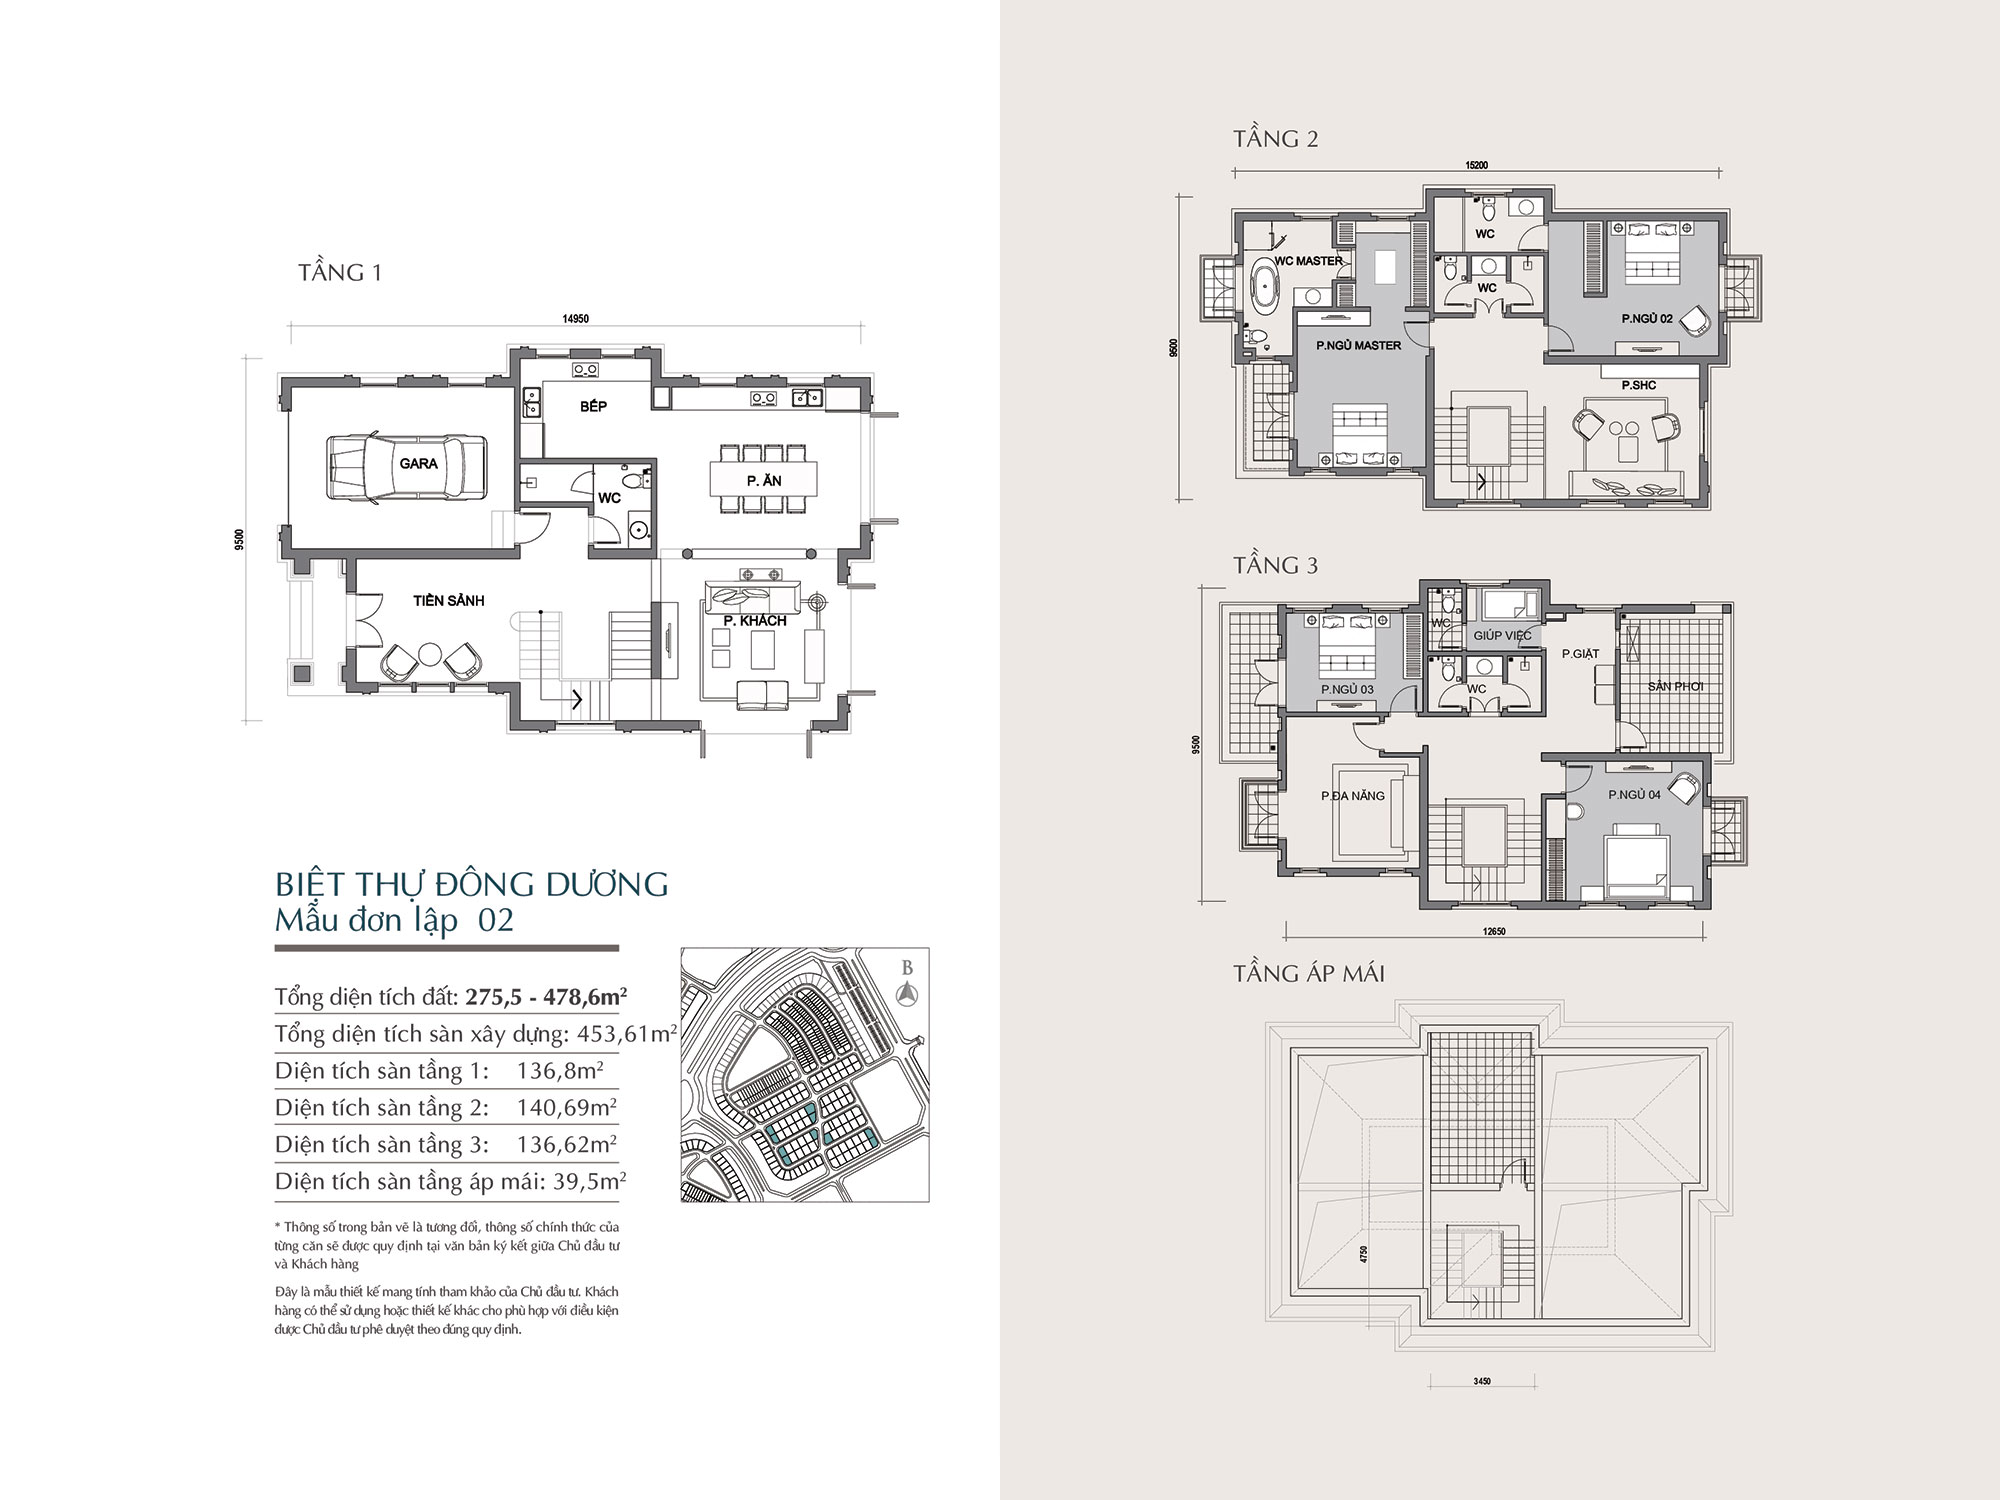 TẦNG 1
14950
9500
BẾP
GARA
P. ĂN
WC
TIỀN SẢNH
P. KHÁCH
BIỆT THỰ ĐÔNG DƯƠNG
Mẫu đơn lập 02
Tổng diện tích đất: 275,5 - 478,6m²
Tổng diện tích sàn xây dựng: 453,61m²
Diện tích sàn tầng 1: 136,8m²
Diện tích sàn tầng 2: 140,69m²
Diện tích sàn tầng 3: 136,62m²
Diện tích sàn tầng áp mái: 39,5m²
* Thông số trong bản vẽ là tương đối, thông số chính thức của
từng căn sẽ được quy định tại văn bản ký kết giữa Chủ đầu tư
và Khách hàng
Đây là mẫu thiết kế mang tính tham khảo của Chủ đầu tư. Khách
hàng có thể sử dụng hoặc thiết kế khác cho phù hợp với điều kiện
được Chủ đầu tư phê duyệt theo đúng quy định.
B
TẦNG 2
15200
9500
WC
WC MASTER
WC
P.NGỦ 02
P.NGỦ MASTER
P.SHC
TẦNG 3
9500
WC
GIÚP VIỆC
P.GIẶT
P.NGỦ 03
WC
SÂN PHƠI
P.ĐA NĂNG
P.NGỦ 04
12650
TẦNG ÁP MÁI
4750
3450